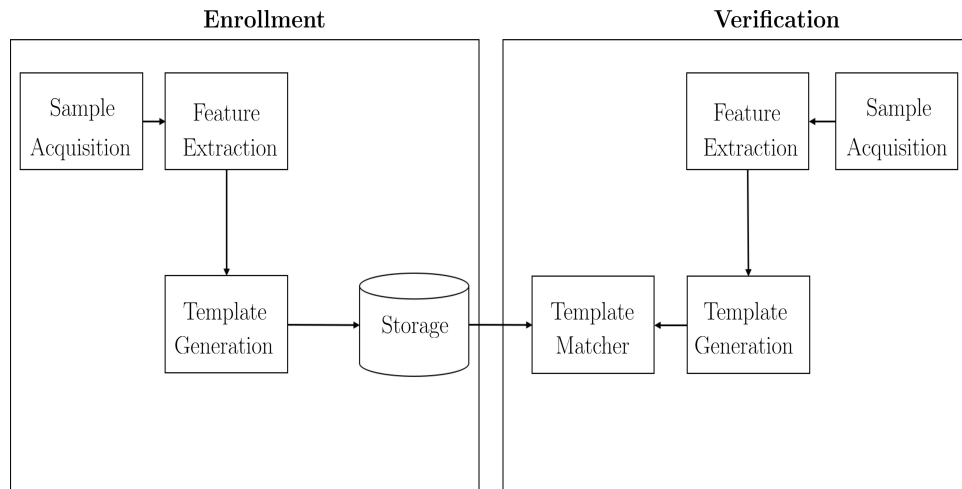 Enrollment
Sample
Acquisition
Feature
Extraction
Template
Generation
Storage
Verification
Feature
Extraction
Sample
Acquisition
Template
Matcher
Template
Generation